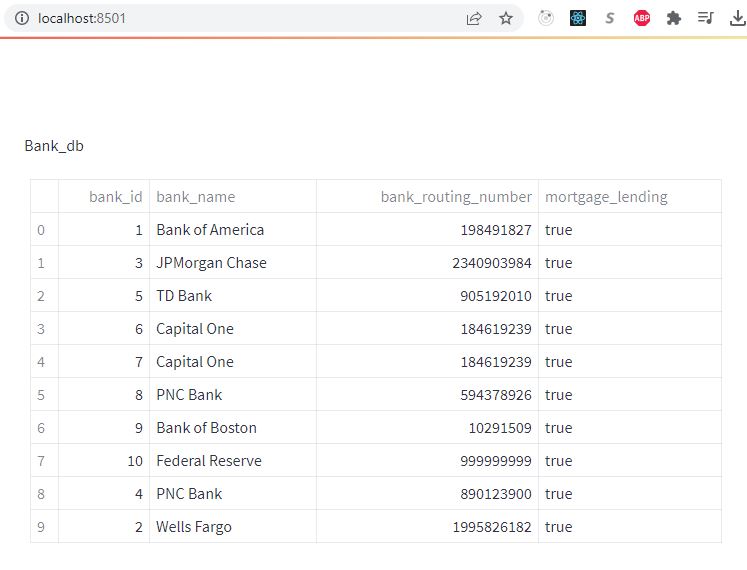 localhost:8501
S
ABP
Bank_db
bank_id bank_name bank_routing_number mortgage_lending
0 1 Bank of America 198491827 true
1 3 JPMorgan Chase 2340903984 true
2 5 TD Bank 905192010 true
3 6 Capital One 184619239 true
4 7 Capital One 184619239 true
5 8 PNC Bank 594378926 true
6 9 Bank of Boston 10291509 true
7 10 Federal Reserve 999999999 true
8 4 PNC Bank 890123900 true
9 2 Wells Fargo 1995826182 true